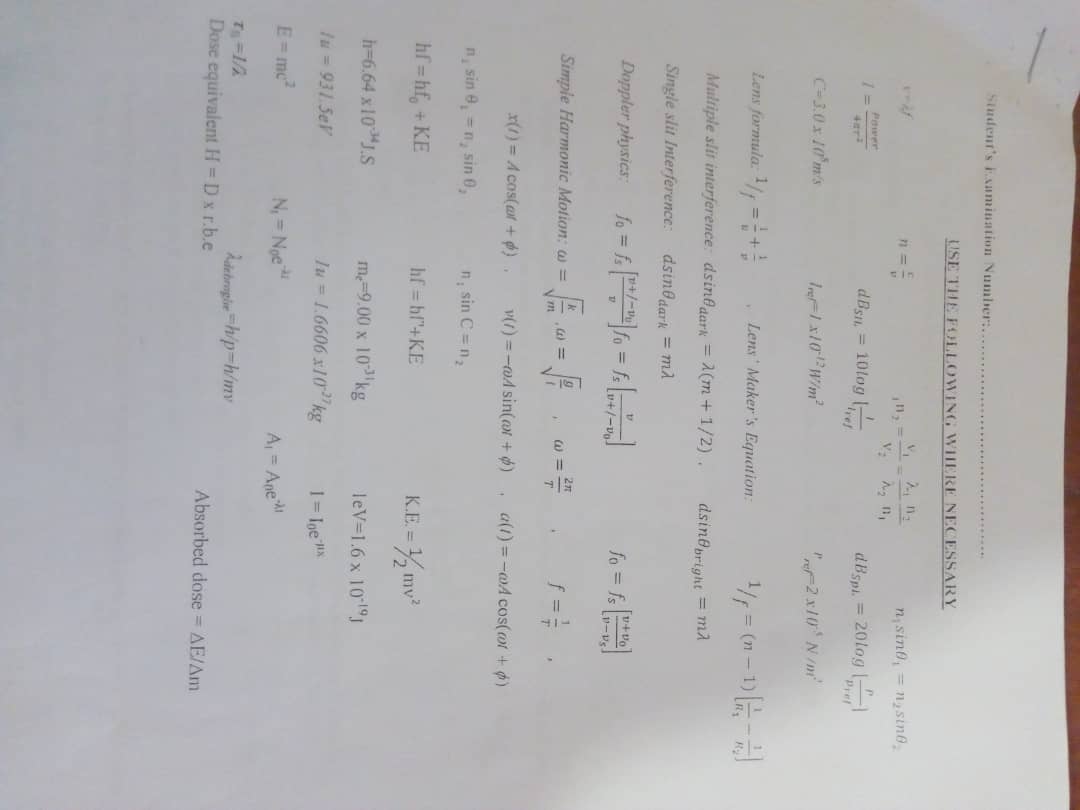 Student's Examination Number:................................................
USE THE FOLLOWING WHERE NECESSARY
v=λf n = c/v ₁n₂ = v₁/v₂ = λ₁/λ₂ n₂/n₁ n₁sinθ₁ = n₂sinθ₂
I = Power/4πr² dB_SIL = 10log [I/I_ref] dB_SPL = 20log [P/P_ref]
C=3.0 x 10⁸m/s I_ref=1 x10⁻¹²W/m² P_ref=2 x10⁻⁵ N /m²
Lens formula: 1/f = 1/u + 1/v , Lens' Maker's Equation: 1/f = (n − 1) [1/R₁ − 1/R₂]
Multiple slit interference: dsinθ_dark = λ(m + 1/2) , dsinθ_bright = mλ
Single slit Interference: dsinθ_dark = mλ
Doppler physics: f₀ = fₛ [v+/−v₀/v] f₀ = fₛ [v/v+/−v₀] f₀ = fₛ [v+v₀/v−vₛ]
Simple Harmonic Motion: ω = √(k/m) , ω = √(g/l) , ω = 2π/T , f = 1/T ,
x(t) = A cos(ωt + ϕ) , v(t) = −ωA sin(ωt + ϕ) , a(t) = −ωA cos(ωt + ϕ)
n₁ sin θ₁ = n₂ sin θ₂ n₁ sin C = n₂
hf = hf₀ + KE hf = hf'+KE K.E. = 1/2 mv²
h=6.64 x10⁻³⁴J.S mₑ=9.00 x 10⁻³¹kg 1eV=1.6 x 10⁻¹⁹J
1u = 931.5eV 1u = 1.6606 x10⁻²⁷kg I = I₀e⁻μx
E = mc² Nₜ = N₀e⁻λt Aₜ = A₀e⁻λt
=1/λ λdebroglie=h/p=h/mv
Dose equivalent H = D x r.b.e Absorbed dose = ΔE/Δm